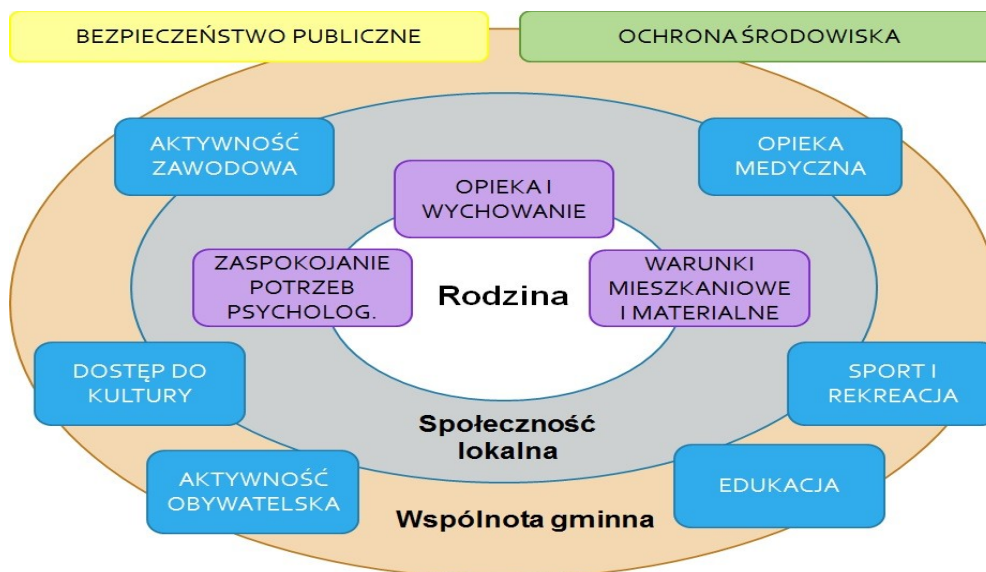 BEZPIECZEŃSTWO PUBLICZNE
OCHRONA ŚRODOWISKA
AKTYWNOŚĆ
ZAWODOWA
OPIEKA
MEDYCZNA
OPIEKA I
WYCHOWANIE
ZASPOKOJANIE
POTRZEB
PSYCHOLOG.
Rodzina
WARUNKI
MIESZKANIOWE
I MATERIALNE
DOSTĘP DO
KULTURY
SPORT I
REKREACJA
Społeczność
lokalna
AKTYWNOŚĆ
OBYWATELSKA
EDUKACJA
Wspólnota gminna